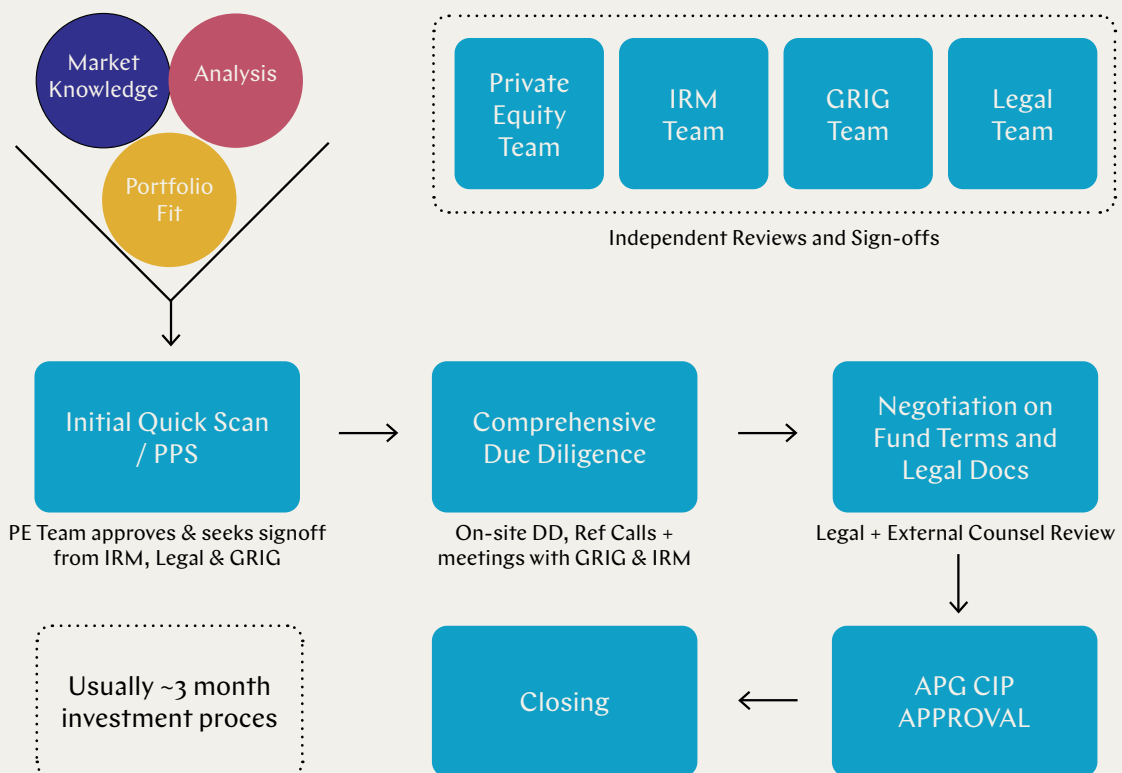 Market
Knowledge
Analysis
Portfolio
Fit
Private
Equity
Team
IRM
Team
GRIG
Team
Legal
Team
Independent Reviews and Sign-offs
Initial Quick Scan
/ PPS
PE Team approves & seeks signoff
from IRM, Legal & GRIG
Comprehensive
Due Diligence
On-site DD, Ref Calls +
meetings with GRIG & IRM
Negotiation on
Fund Terms and
Legal Docs
Legal + External Counsel Review
APG CIP
APPROVAL
Closing
Usually ~3 month
investment proces